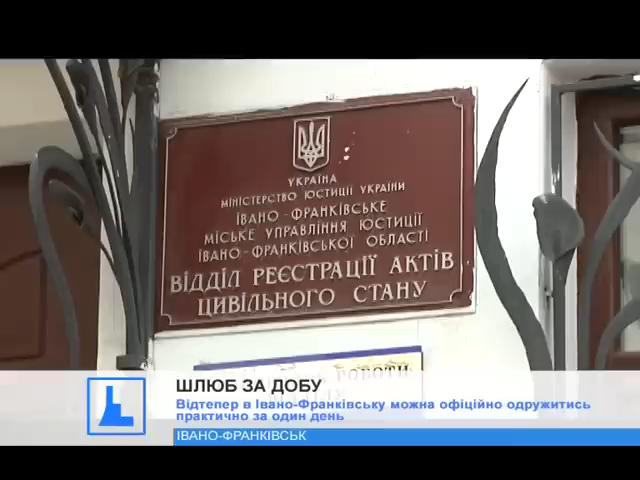 УКРАЇНА
МІНІСТЕРСТВО ЮСТИЦІЇ УКРАЇНИ
ІВАНО-ФРАНКІВСЬКЕ
МІСЬКЕ УПРАВЛІННЯ ЮСТИЦІЇ
ІВАНО-ФРАНКІВСЬКОЇ ОБЛАСТІ
ВІДДІЛ РЕЄСТРАЦІЇ АКТІВ
ЦИВІЛЬНОГО СТАНУ
РОБОТИ
ШЛЮБ ЗА ДОБУ
Відтепер в Івано-Франківську можна офіційно одружитись
практично за один день
ІВАНО-ФРАНКІВСЬК